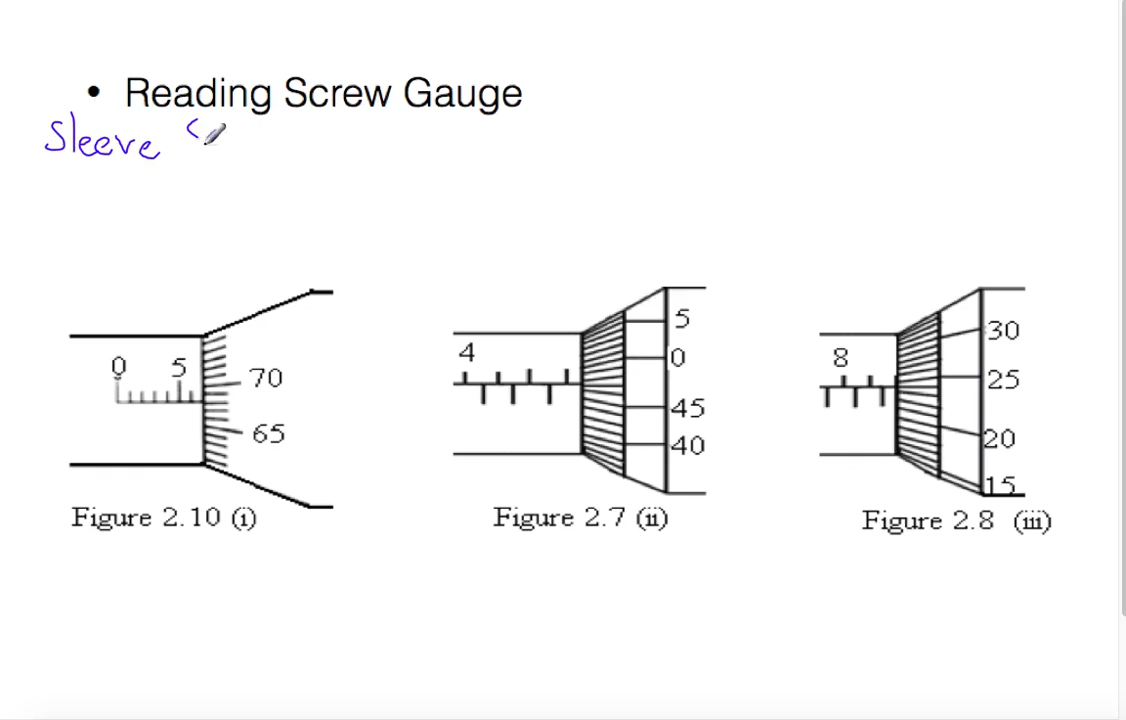 • Reading Screw Gauge
Sleeve
0 5
70
65
Figure 2.10 (i)
4
5
0
45
40
Figure 2.7 (ii)
8
30
25
20
15
Figure 2.8 (iii)